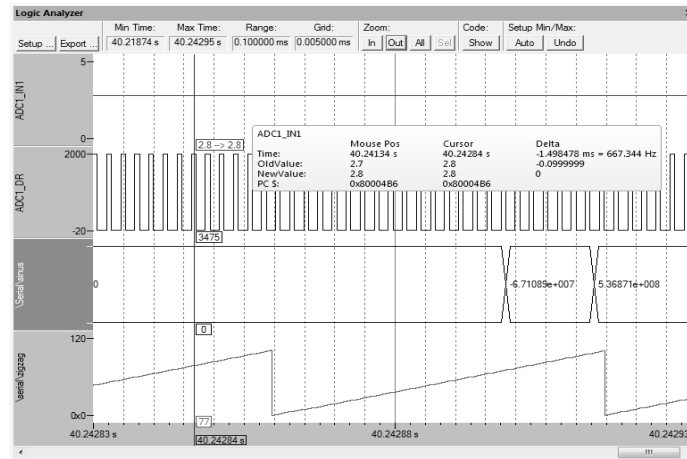 Logic Analyzer
Min Time: Max Time: Range: Grid: Zoom: Code: Setup Min/Max:
Setup ... Export ... 40.21874 s 40.24295 s 0.100000 ms 0.005000 ms In Out All Sel Show Auto Undo
5
ADC1_IN1
0
2.8 --> 2.8
ADC1_IN1
Mouse Pos Cursor Delta
Time: 40.24134 s 40.24284 s -1.498478 ms = 667.344 Hz
OldValue: 2.7 2.8 -0.0999999
NewValue: 2.8 2.8 0
PC $: 0x80004B6 0x80004B6
2000
ADC1_DR
-20
3475
\Serial\sinus
0
-6.71089e+007 5.36871e+008
0
120
\serial\zigzag
0x0
77
40.24283 s 40.24284 s 40.24288 s 40.24293